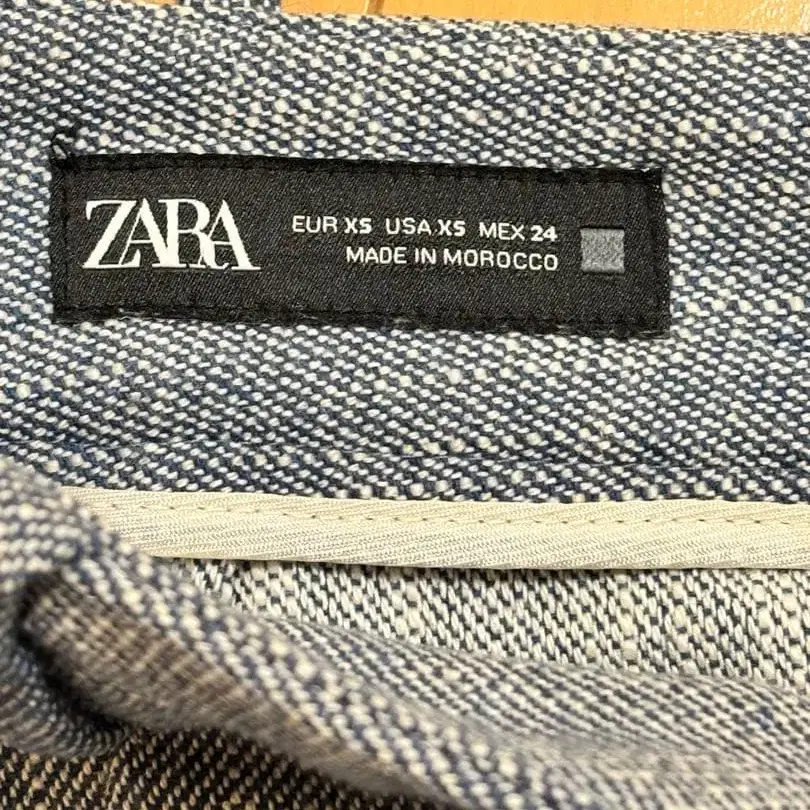 ZARA
EUR XS USA XS MEX 24
MADE IN MOROCCO